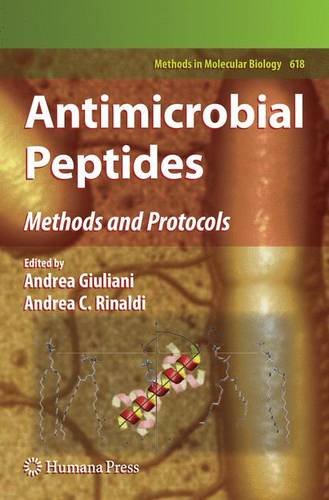 Methods in Molecular Biology 618
Antimicrobial
Peptides
Methods and Protocols
Edited by
Andrea Giuliani
Andrea C. Rinaldi
Humana Press